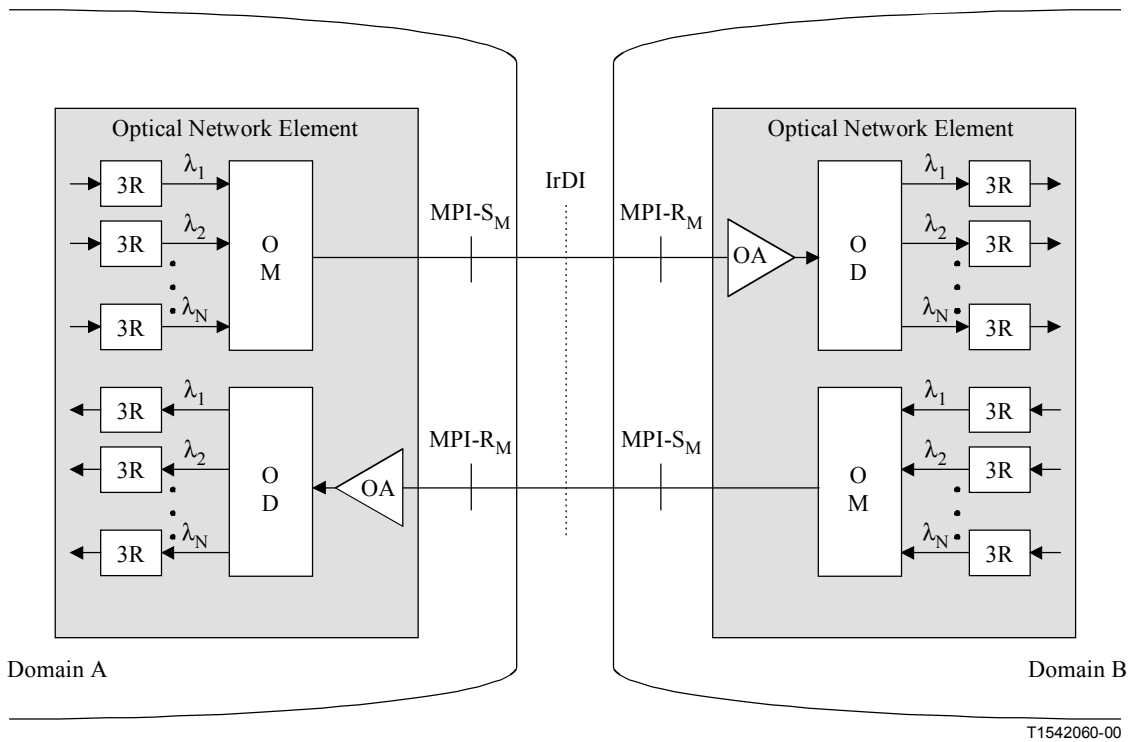 Optical Network Element
Optical Network Element
3R λ1
3R λ2
3R λN
O
M
MPI-SM
IrDI
MPI-RM
OA
O
D
λ1 3R
λ2 3R
λN 3R
3R λ1
3R λ2
3R λN
O
D
OA
MPI-RM
MPI-SM
O
M
λ1 3R
λ2 3R
λN 3R
Domain A
Domain B
T1542060-00